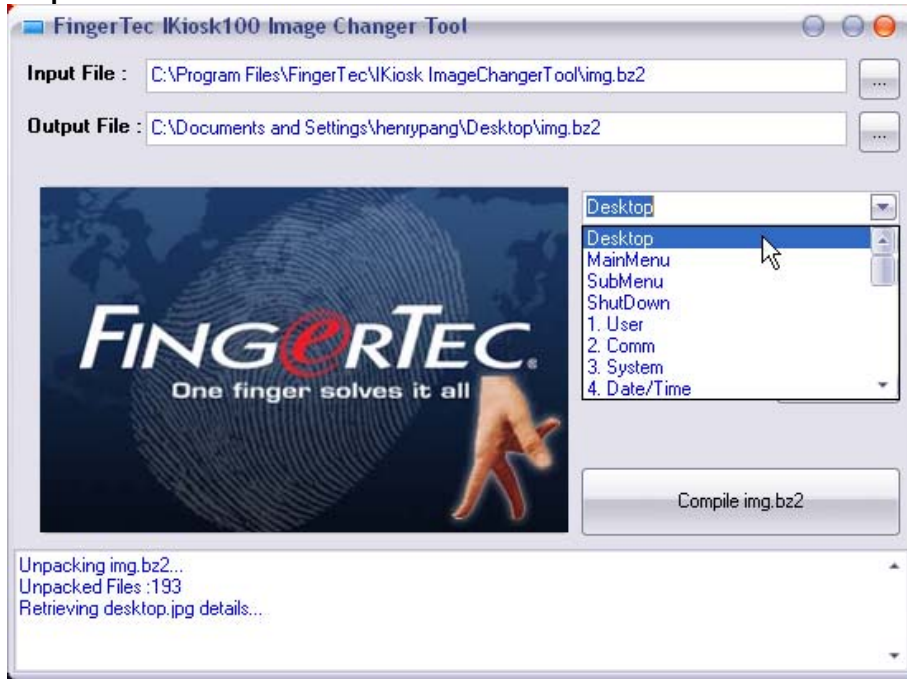 FingerTec IKiosk100 Image Changer Tool
Input File : C:\Program Files\FingerTec\IKiosk ImageChangerTool\img.bz2 ...
Output File : C:\Documents and Settings\henrypang\Desktop\img.bz2 ...
Desktop
Desktop
MainMenu
SubMenu
ShutDown
1. User
2. Comm
3. System
4. Date/Time
FINGERTEC®
One finger solves it all
Compile img.bz2
Unpacking img.bz2...
Unpacked Files :193
Retrieving desktop.jpg details...